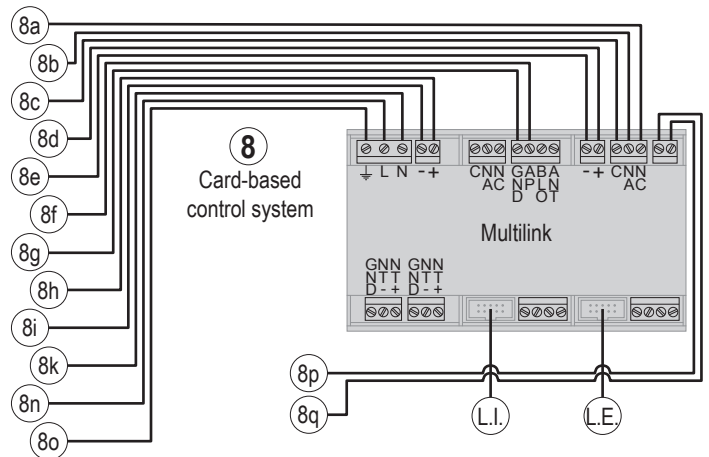 8a
8b
8c
8d
8e
8f
8g
8h
8i
8k
8n
8o
8
Card-based
control system
L N - +
CNN GABA - + CNN
AC NPLN AC
D OT
Multilink
GNN GNN
NTT NTT
D - + D - +
8p
8q
L.I.
L.E.